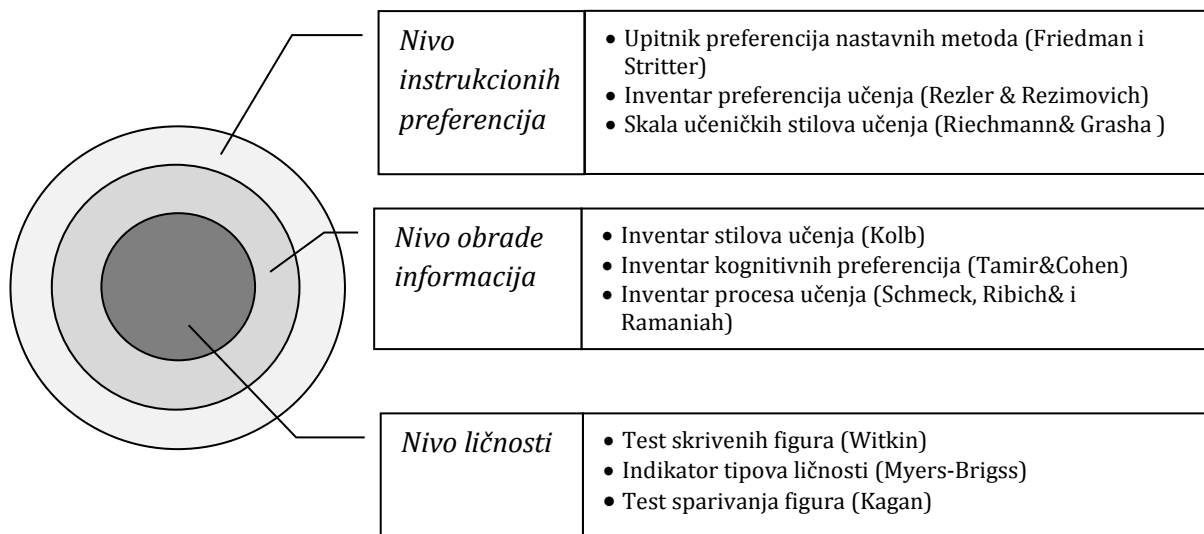 Nivo
instrukcionih
preferencija
• Upitnik preferencija nastavnih metoda (Friedman i
Stritter)
• Inventar preferencija učenja (Rezler & Rezimovich)
• Skala učeničkih stilova učenja (Riechmann& Grasha )
Nivo obrade
informacija
• Inventar stilova učenja (Kolb)
• Inventar kognitivnih preferencija (Tamir&Cohen)
• Inventar procesa učenja (Schmeck, Ribich& i
Ramaniah)
Nivo ličnosti
• Test skrivenih figura (Witkin)
• Indikator tipova ličnosti (Myers-Brigss)
• Test sparivanja figura (Kagan)